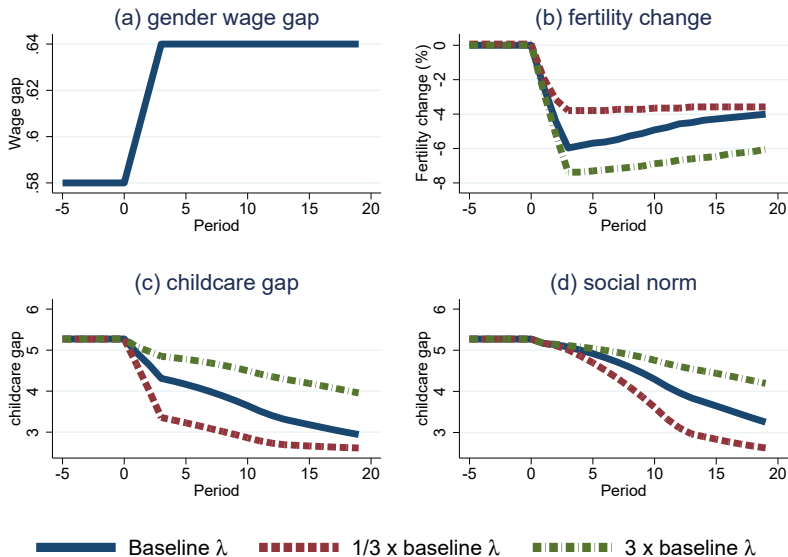 (a) gender wage gap
Wage gap
.64
.62
.6
.58
-5 0 5 10 15 20
Period
(b) fertility change
Fertility change (%)
0
-2
-4
-6
-8
-5 0 5 10 15 20
Period
(c) childcare gap
childcare gap
6
5
4
3
-5 0 5 10 15 20
Period
(d) social norm
childcare gap
6
5
4
3
-5 0 5 10 15 20
Period
Baseline λ 1/3 x baseline λ 3 x baseline λ